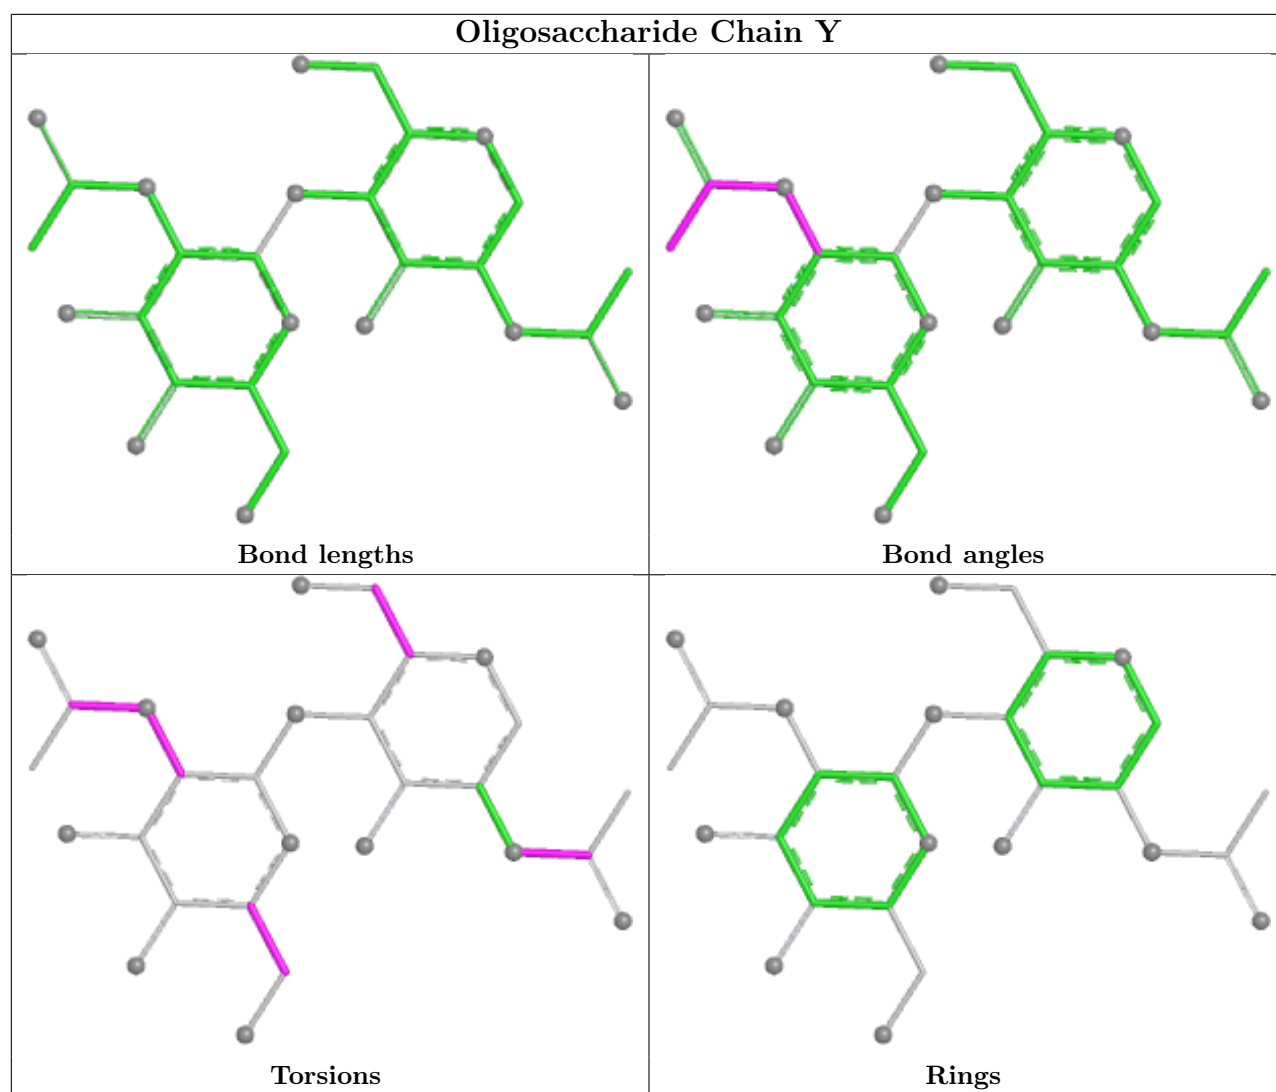 Oligosaccharide Chain Y
Bond lengths
Bond angles
Torsions
Rings